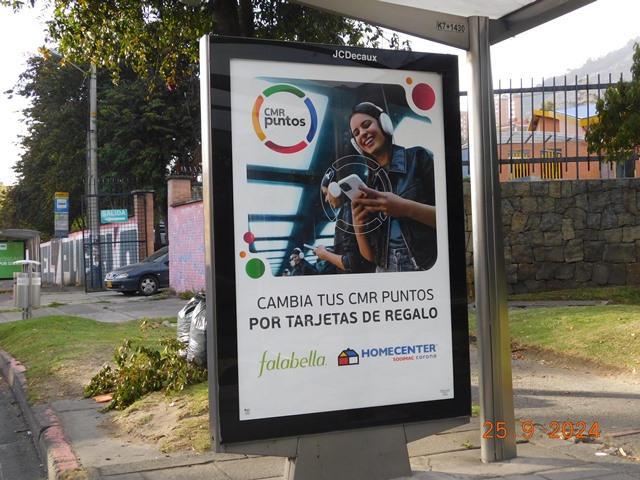 K7+1430
JCDecaux
CMR
puntos
SALIDA
CAMBIA TUS CMR PUNTOS
POR TARJETAS DE REGALO
falabella.
HOMECENTER
SODIMAC corona
25 9 2024